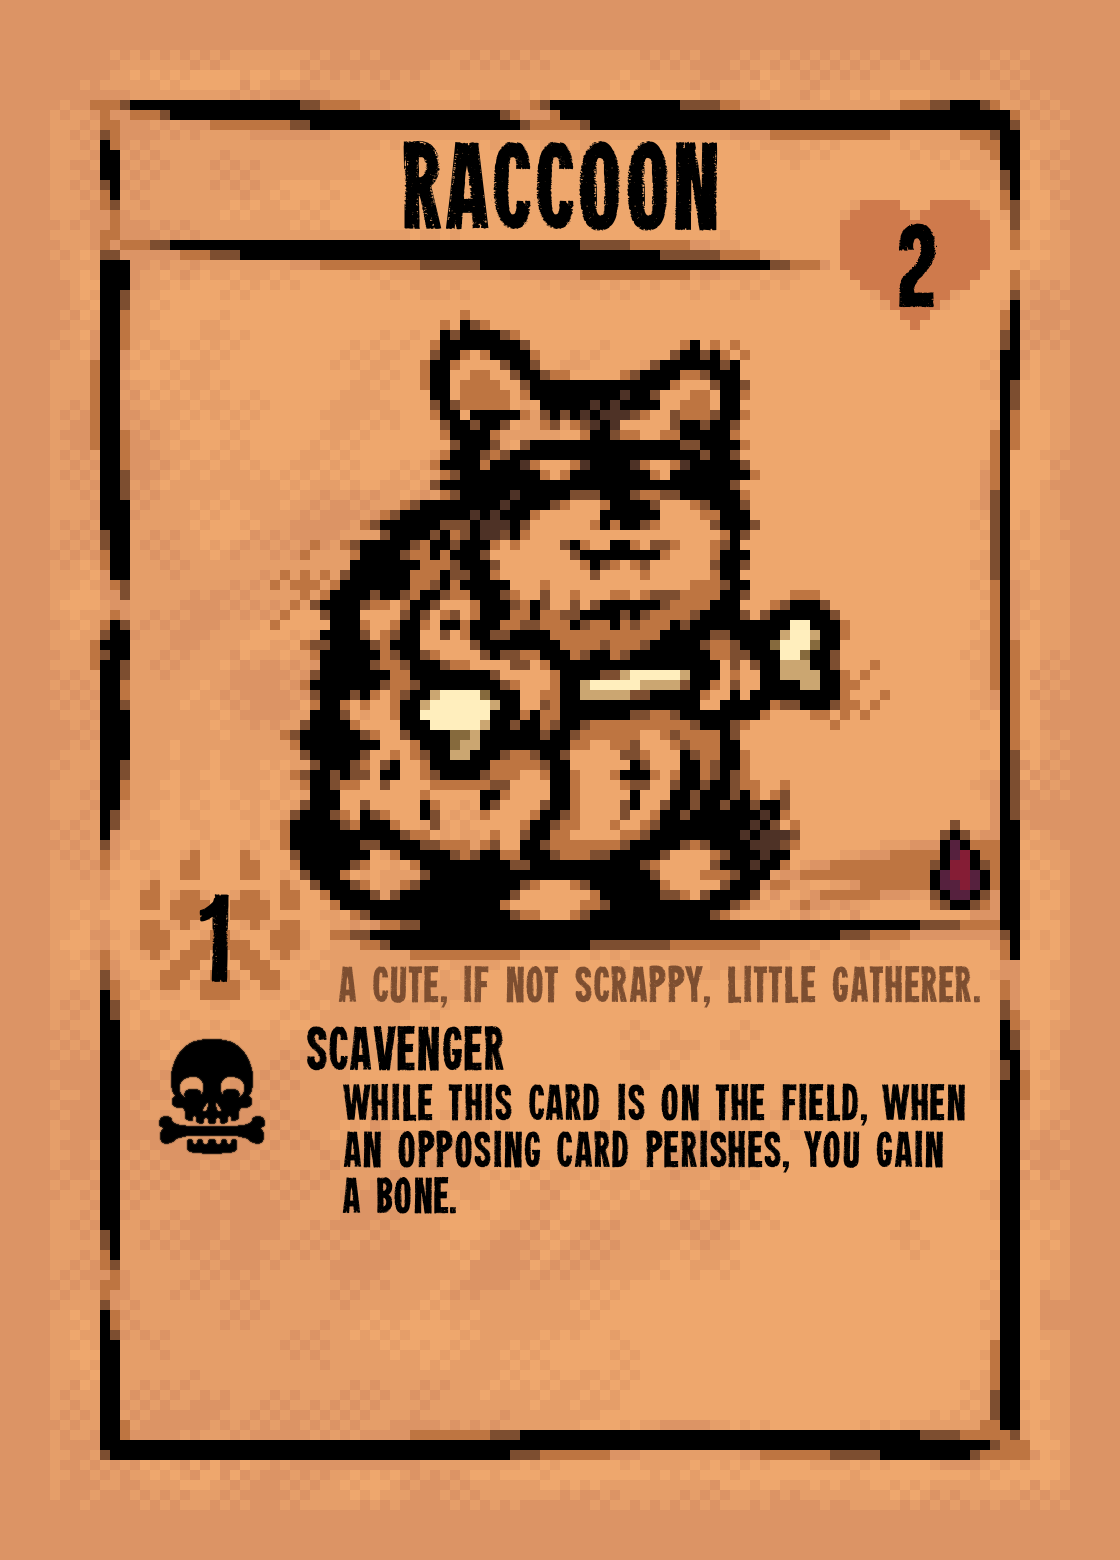 RACCOON
2
1
A CUTE, IF NOT SCRAPPY, LITTLE GATHERER.
SCAVENGER
WHILE THIS CARD IS ON THE FIELD, WHEN
AN OPPOSING CARD PERISHES, YOU GAIN
A BONE.